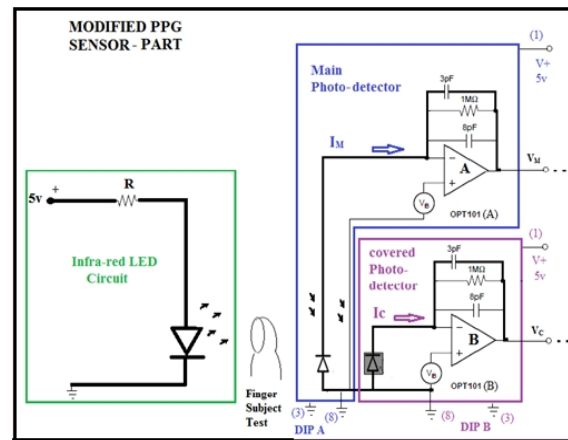 MODIFIED PPG
SENSOR - PART
5v
+
R
Infra-red LED
Circuit
Finger
Subject
Test
Main
Photo-detector
3pF
1MΩ
8pF
IM
A
VB
OPT101 (A)
VM
(1)
V+
5v
covered
Photo-
detector
3pF
1MΩ
8pF
Ic
B
VB
OPT101 (B)
VC
(1)
V+
5v
(3)
(8)
DIP A
(8)
(3)
DIP B